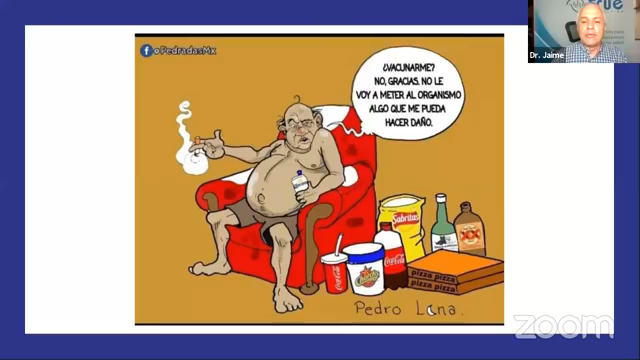 @PedradasMx
¿VACUNARME?
NO, GRACIAS. NO LE
VOY A METER AL ORGANISMO
ALGO QUE ME PUEDA
HACER DAÑO.
Dr. Jaime
Sabritas
XX
Coca-Cola
Coca-Cola
pizza pizza
pizza pizza
Pedro Luna.
zoom